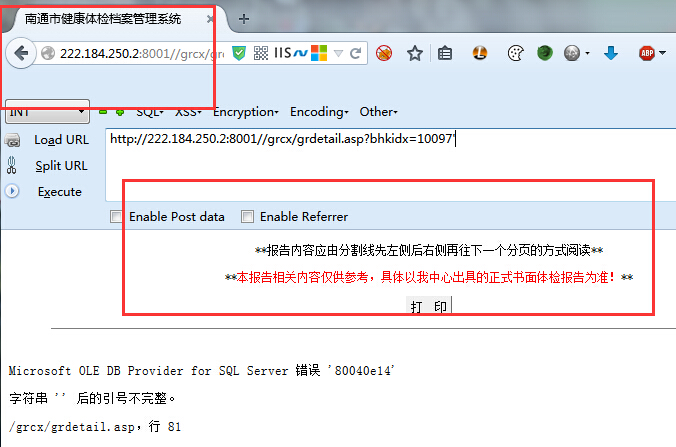 南通市健康体检档案管理系统
222.184.250.2:8001//grcx/gr
IIS
ABP
INT
SQL XSS Encryption Encoding Other
Load URL
http://222.184.250.2:8001//grcx/grdetail.asp?bhkidx=10097'
Split URL
Execute
Enable Post data Enable Referrer
**报告内容应由分割线先左侧后右侧再往下一个分页的方式阅读**
**本报告相关内容仅供参考，具体以我中心出具的正式书面体检报告为准！**
打 印
Microsoft OLE DB Provider for SQL Server 错误 '80040e14'
字符串 '' 后的引号不完整。
/grcx/grdetail.asp，行 81